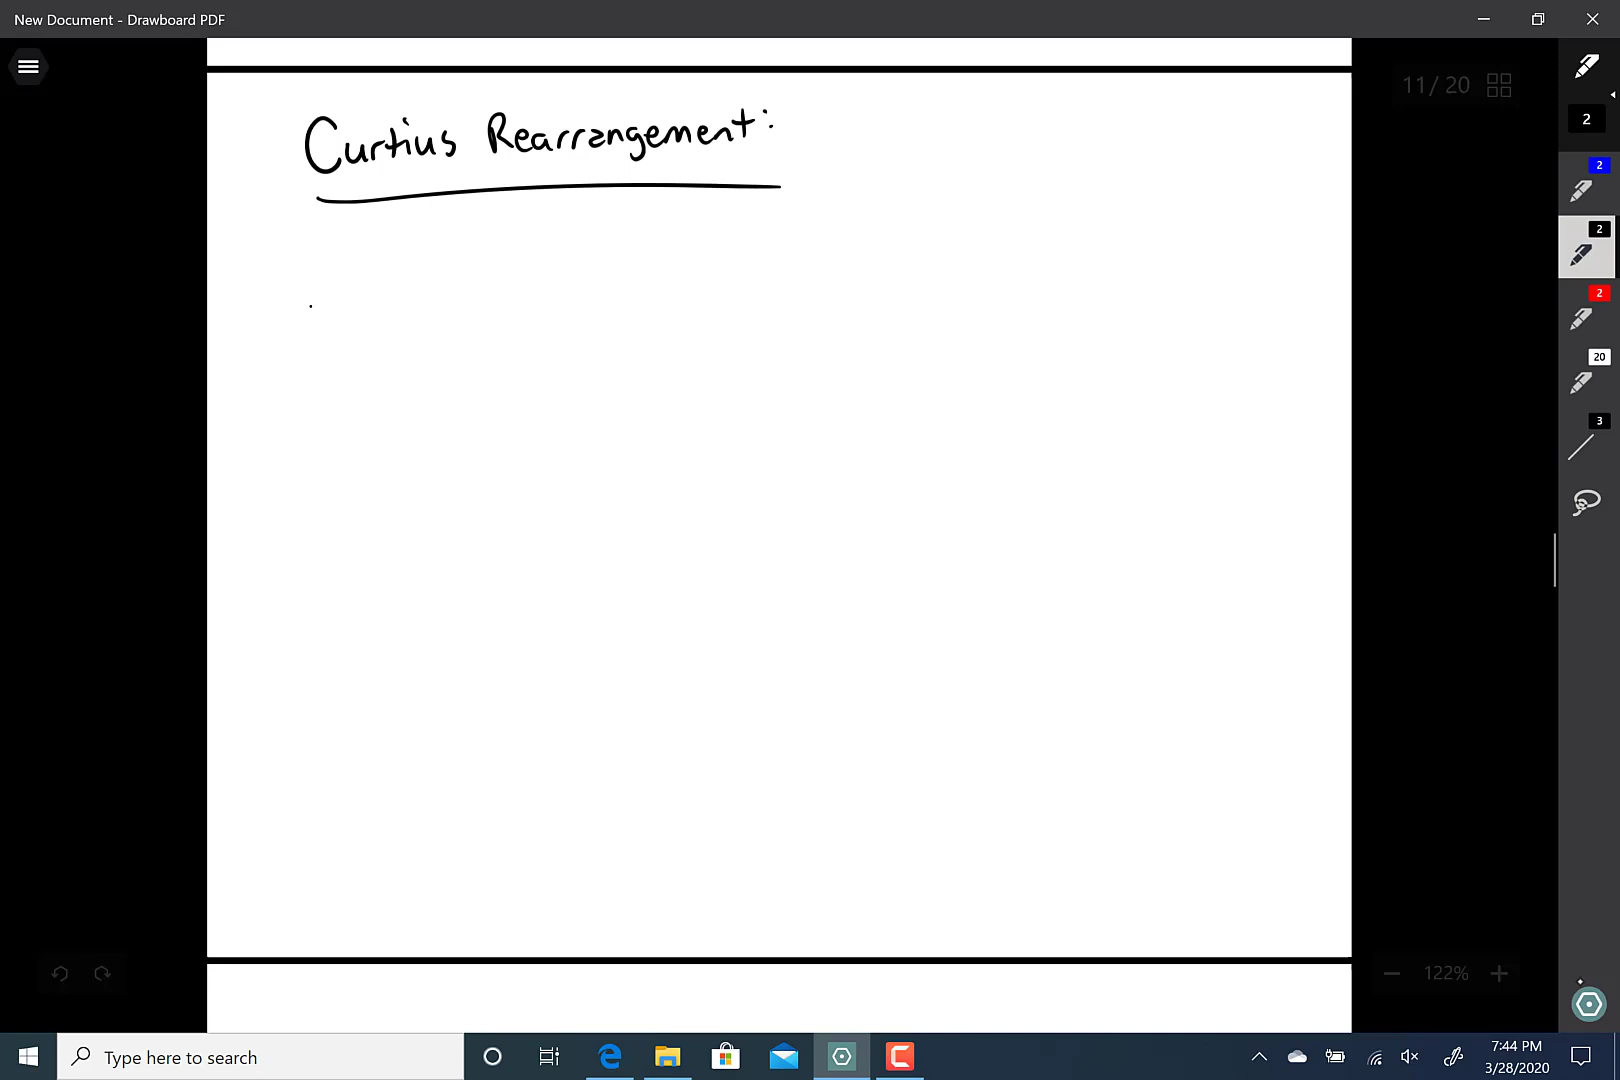 New Document - Drawboard PDF
11 / 20
Curtius Rearrangement:
2
2
2
2
20
3
122%
Type here to search
7:44 PM
3/28/2020